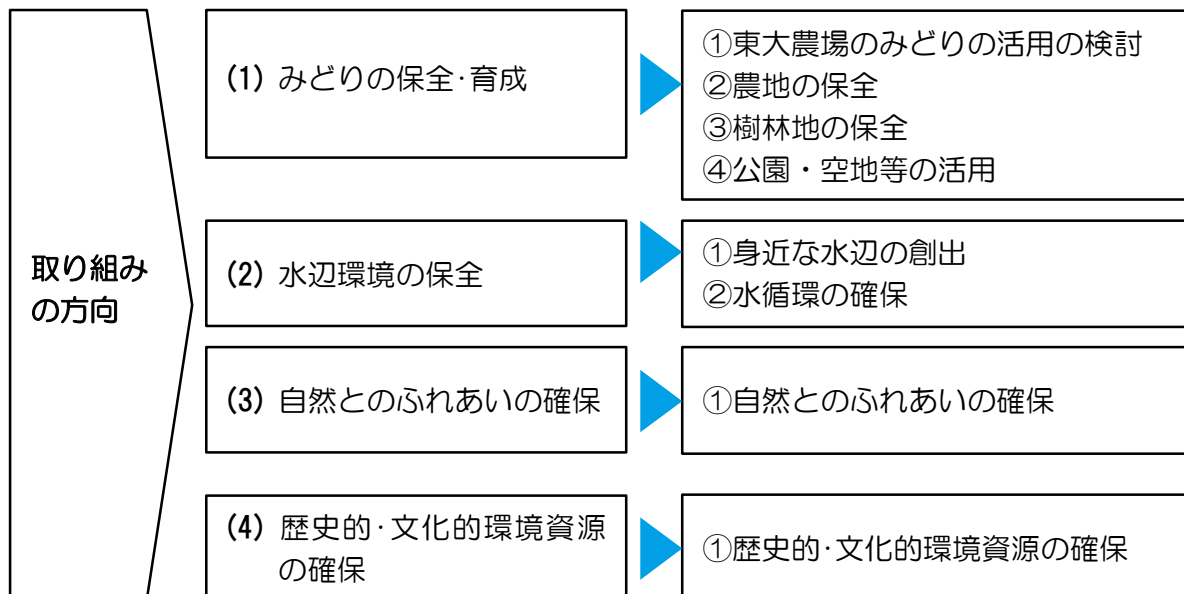 取り組み
の方向
(1) みどりの保全･育成
①東大農場のみどりの活用の検討
②農地の保全
③樹林地の保全
④公園・空地等の活用
(2) 水辺環境の保全
①身近な水辺の創出
②水循環の確保
(3) 自然とのふれあいの確保
①自然とのふれあいの確保
(4) 歴史的･文化的環境資源
の確保
①歴史的･文化的環境資源の確保